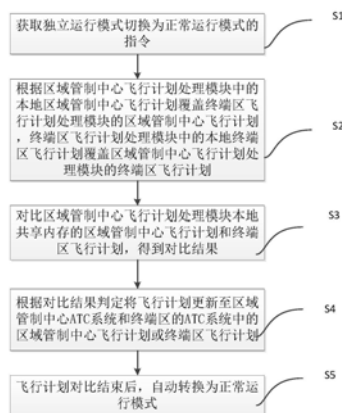 获取独立运行模式切换为正常运行模式的
指令
S1
根据区域管制中心飞行计划处理模块中的
本地区域管制中心飞行计划覆盖终端区飞
行计划处理模块的区域管制中心飞行计划
，终端区飞行计划处理模块中的本地终端
区飞行计划覆盖区域管制中心飞行计划处
理模块的终端区飞行计划
S2
对比区域管制中心飞行计划处理模块本地
共享内存的区域管制中心飞行计划和终端
区飞行计划，得到对比结果
S3
根据对比结果判定将飞行计划更新至区域
管制中心ATC系统和终端区的ATC系统中的
区域管制中心飞行计划或终端区飞行计划
S4
飞行计划对比结束后，自动转换为正常运
行模式
S5